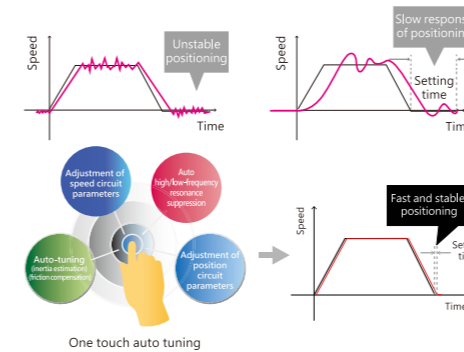 Speed
Unstable
positioning
Time
Speed
Slow respons
of positionin
Setting
time
Tim
Adjustment of
speed circuit
parameters
Auto
high/low-frequency
resonance
suppression
Auto-tuning
(inertia estimation)
(friction compensation)
Adjustment of
position
circuit
parameters
One touch auto tuning
Speed
Fast and stable
positioning
Se
ti
Time